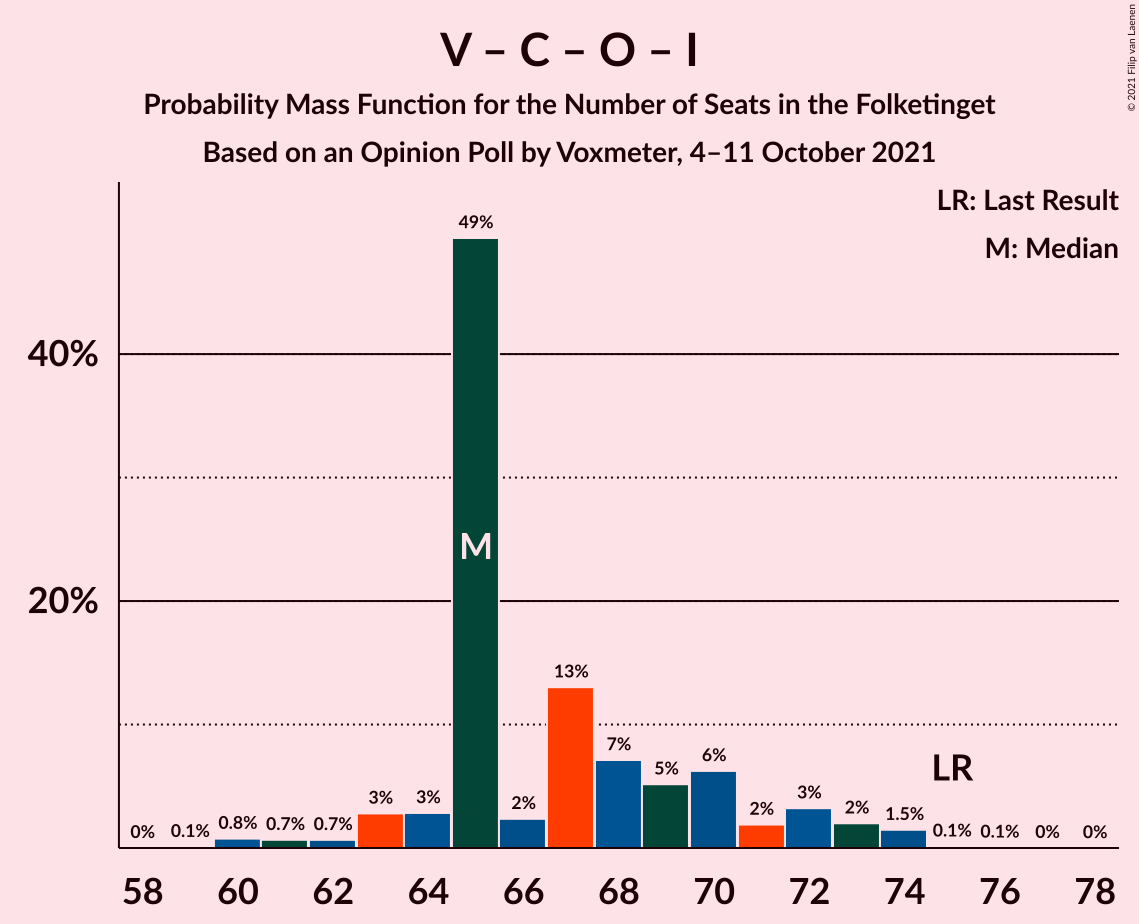 V – C – O – I
Probability Mass Function for the Number of Seats in the Folketinget
Based on an Opinion Poll by Voxmeter, 4–11 October 2021
© 2021 Filip van Laenen
LR: Last Result
M: Median
40%
20%
0%
0.1%
0.8%
0.7%
0.7%
3%
3%
49%
M
2%
13%
7%
5%
6%
2%
3%
2%
1.5%
LR
0.1%
0.1%
0%
0%
58 60 62 64 66 68 70 72 74 76 78